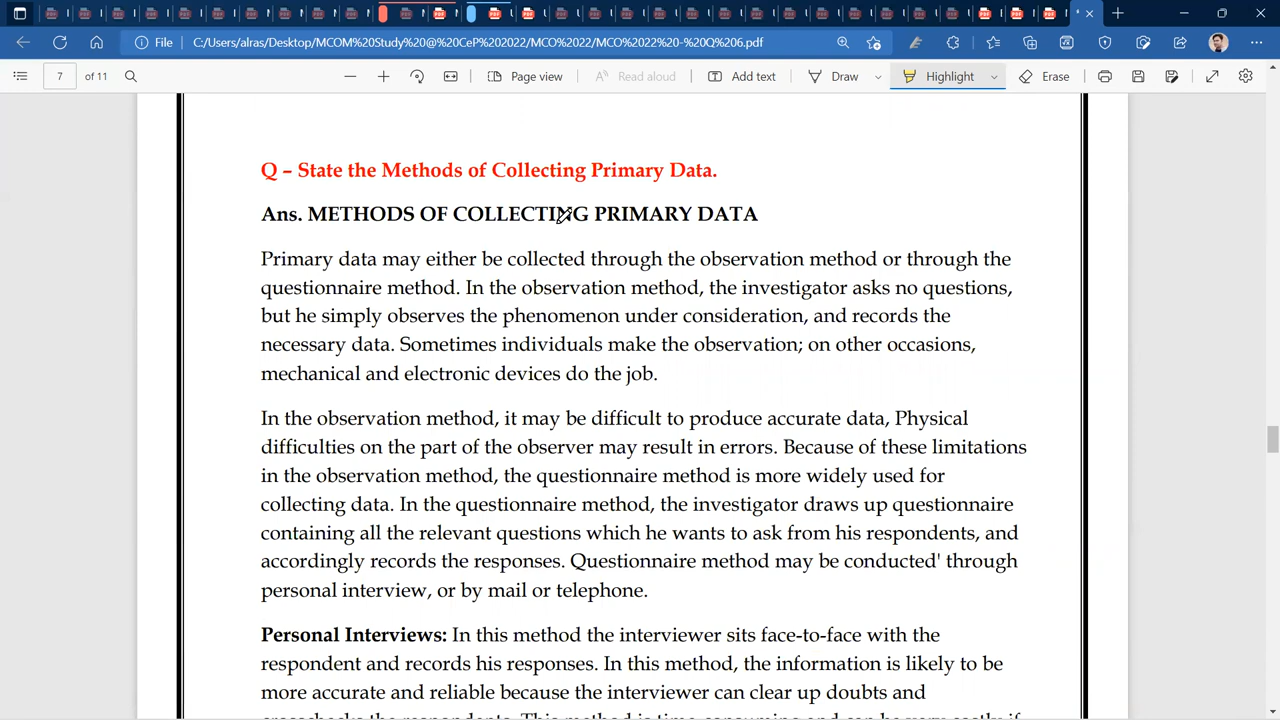 File
C:/Users/alras/Desktop/MCOM%20Study%20@%20CeP%202022/MCO%2022/MCO%2022%20-%20Q%206.pdf
7 of 11
Page view
Read aloud
Add text
Draw
Highlight
Erase
Q – State the Methods of Collecting Primary Data.
Ans. METHODS OF COLLECTING PRIMARY DATA
Primary data may either be collected through the observation method or through the
questionnaire method. In the observation method, the investigator asks no questions,
but he simply observes the phenomenon under consideration, and records the
necessary data. Sometimes individuals make the observation; on other occasions,
mechanical and electronic devices do the job.
In the observation method, it may be difficult to produce accurate data, Physical
difficulties on the part of the observer may result in errors. Because of these limitations
in the observation method, the questionnaire method is more widely used for
collecting data. In the questionnaire method, the investigator draws up questionnaire
containing all the relevant questions which he wants to ask from his respondents, and
accordingly records the responses. Questionnaire method may be conducted' through
personal interview, or by mail or telephone.
Personal Interviews: In this method the interviewer sits face-to-face with the
respondent and records his responses. In this method, the information is likely to be
more accurate and reliable because the interviewer can clear up doubts and